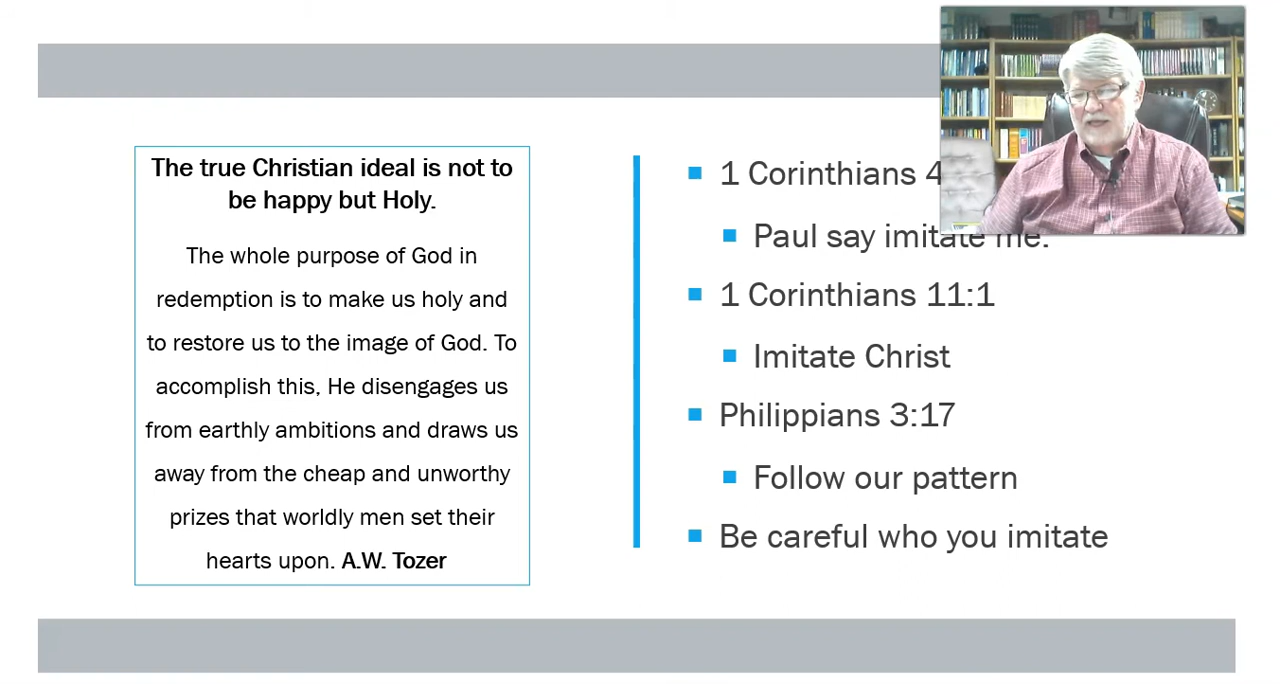 The true Christian ideal is not to
be happy but Holy.
The whole purpose of God in
redemption is to make us holy and
to restore us to the image of God. To
accomplish this, He disengages us
from earthly ambitions and draws us
away from the cheap and unworthy
prizes that worldly men set their
hearts upon. A.W. Tozer
1 Corinthians 4
Paul say imitate me.
1 Corinthians 11:1
Imitate Christ
Philippians 3:17
Follow our pattern
Be careful who you imitate